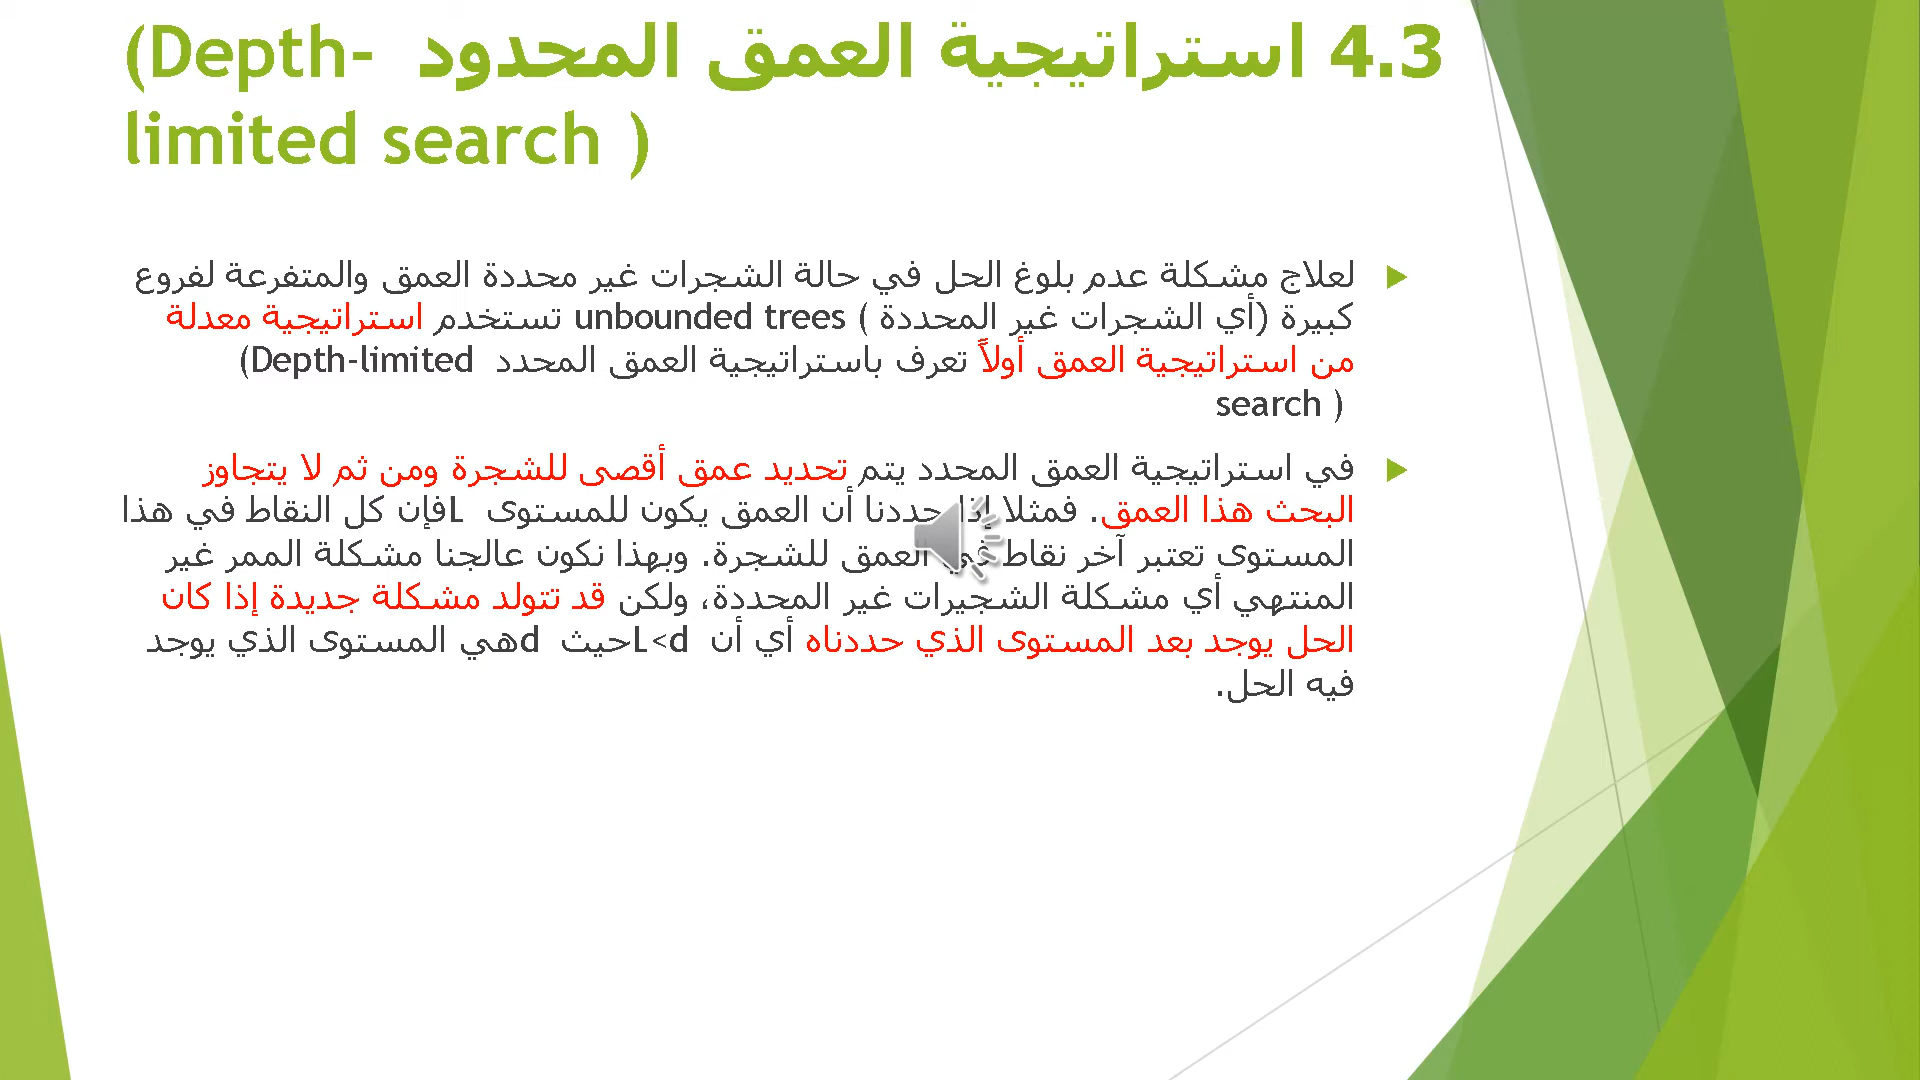 4.3 استراتيجية العمق المحدود (Depth-
limited search )
لعلاج مشكلة عدم بلوغ الحل في حالة الشجرات غير محددة العمق والمتفرعة لفروع
كبيرة (أي الشجرات غير المحددة ) unbounded trees تستخدم استراتيجية معدلة
من استراتيجية العمق أولاً تعرف باستراتيجية العمق المحدد (Depth-limited
search )
في استراتيجية العمق المحدد يتم تحديد عمق أقصى للشجرة ومن ثم لا يتجاوز
البحث هذا العمق. فمثلا إذا حددنا أن العمق يكون للمستوى L فإن كل النقاط في هذا
المستوى تعتبر آخر نقاط في العمق للشجرة. وبهذا نكون عالجنا مشكلة الممر غير
المنتهي أي مشكلة الشجيرات غير المحددة، ولكن قد تتولد مشكلة جديدة إذا كان
الحل يوجد بعد المستوى الذي حددناه أي أن L<d حيث d هي المستوى الذي يوجد
فيه الحل.